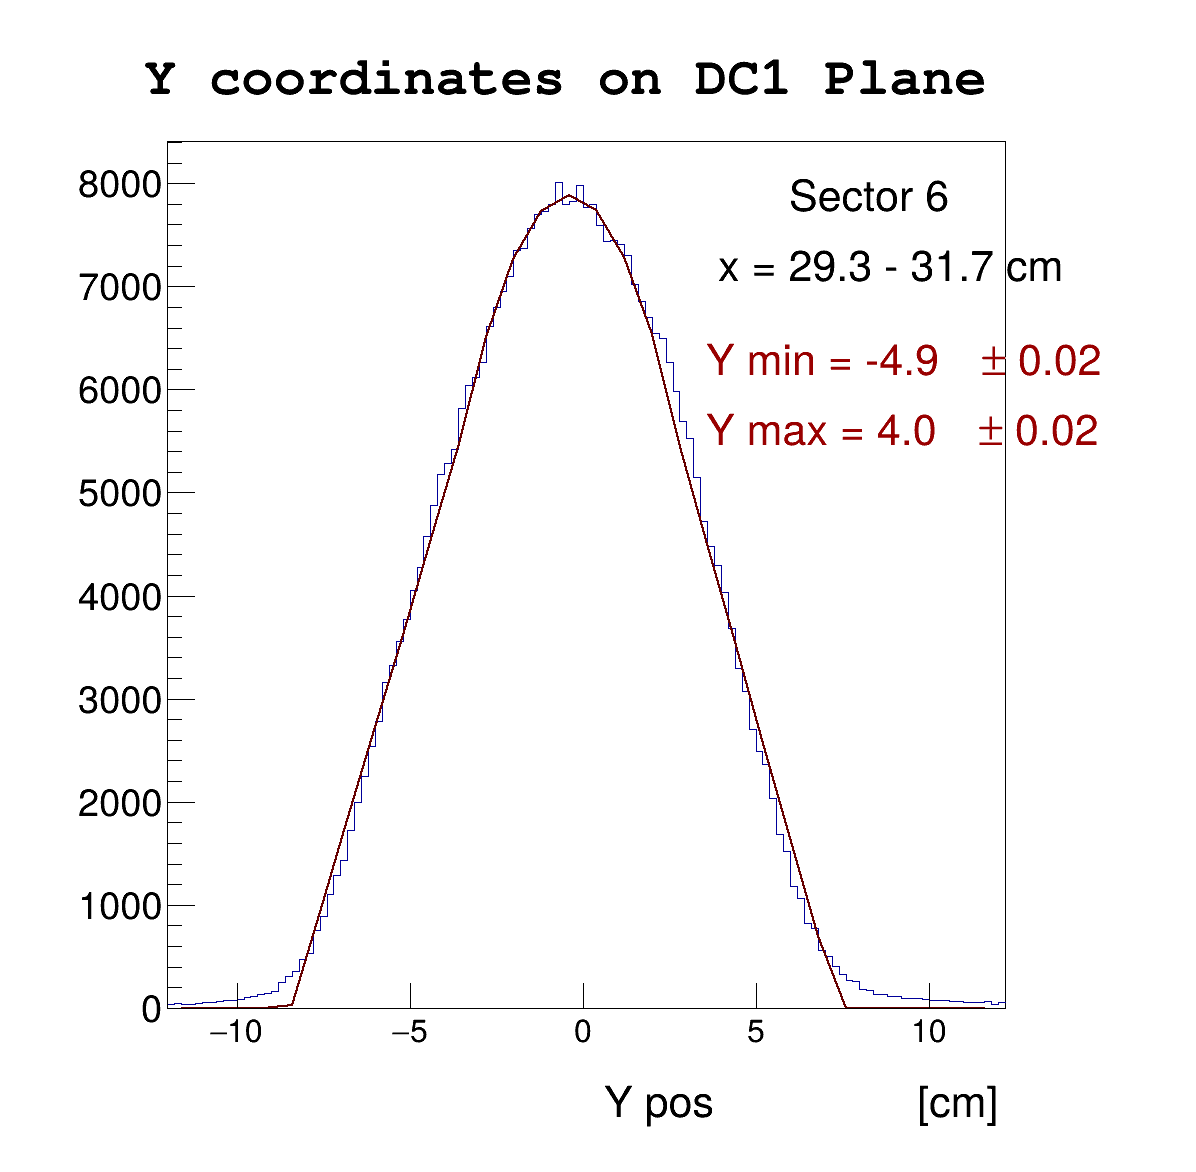 Y coordinates on DC1 Plane
8000
7000
6000
5000
4000
3000
2000
1000
0
Sector 6
x = 29.3 - 31.7 cm
Y min = -4.9 ± 0.02
Y max = 4.0 ± 0.02
−10 −5 0 5 10
Y pos [cm]